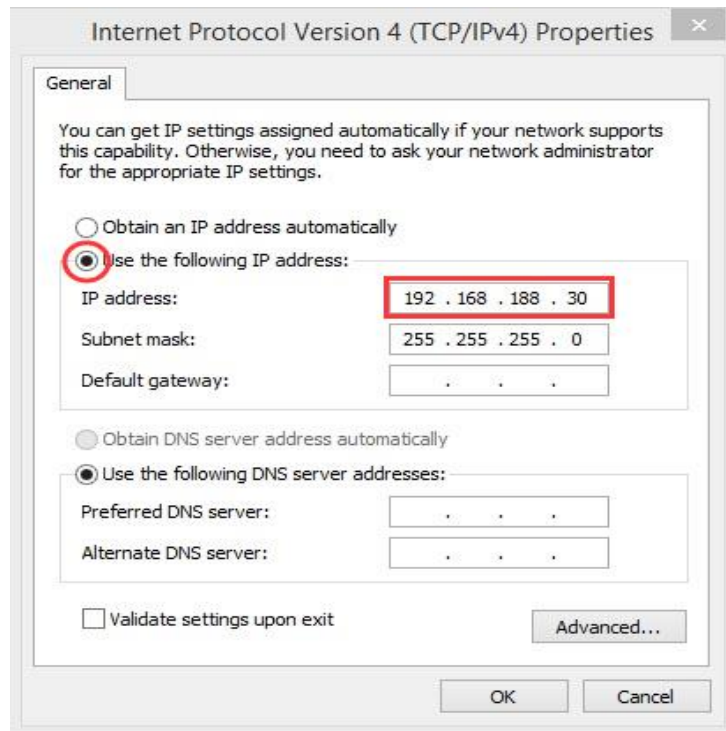 Internet Protocol Version 4 (TCP/IPv4) Properties
General
You can get IP settings assigned automatically if your network supports
this capability. Otherwise, you need to ask your network administrator
for the appropriate IP settings.
Obtain an IP address automatically
Use the following IP address:
IP address: 192 . 168 . 188 . 30
Subnet mask: 255 . 255 . 255 . 0
Default gateway: . . .
Obtain DNS server address automatically
Use the following DNS server addresses:
Preferred DNS server: . . .
Alternate DNS server: . . .
Validate settings upon exit
Advanced...
OK Cancel